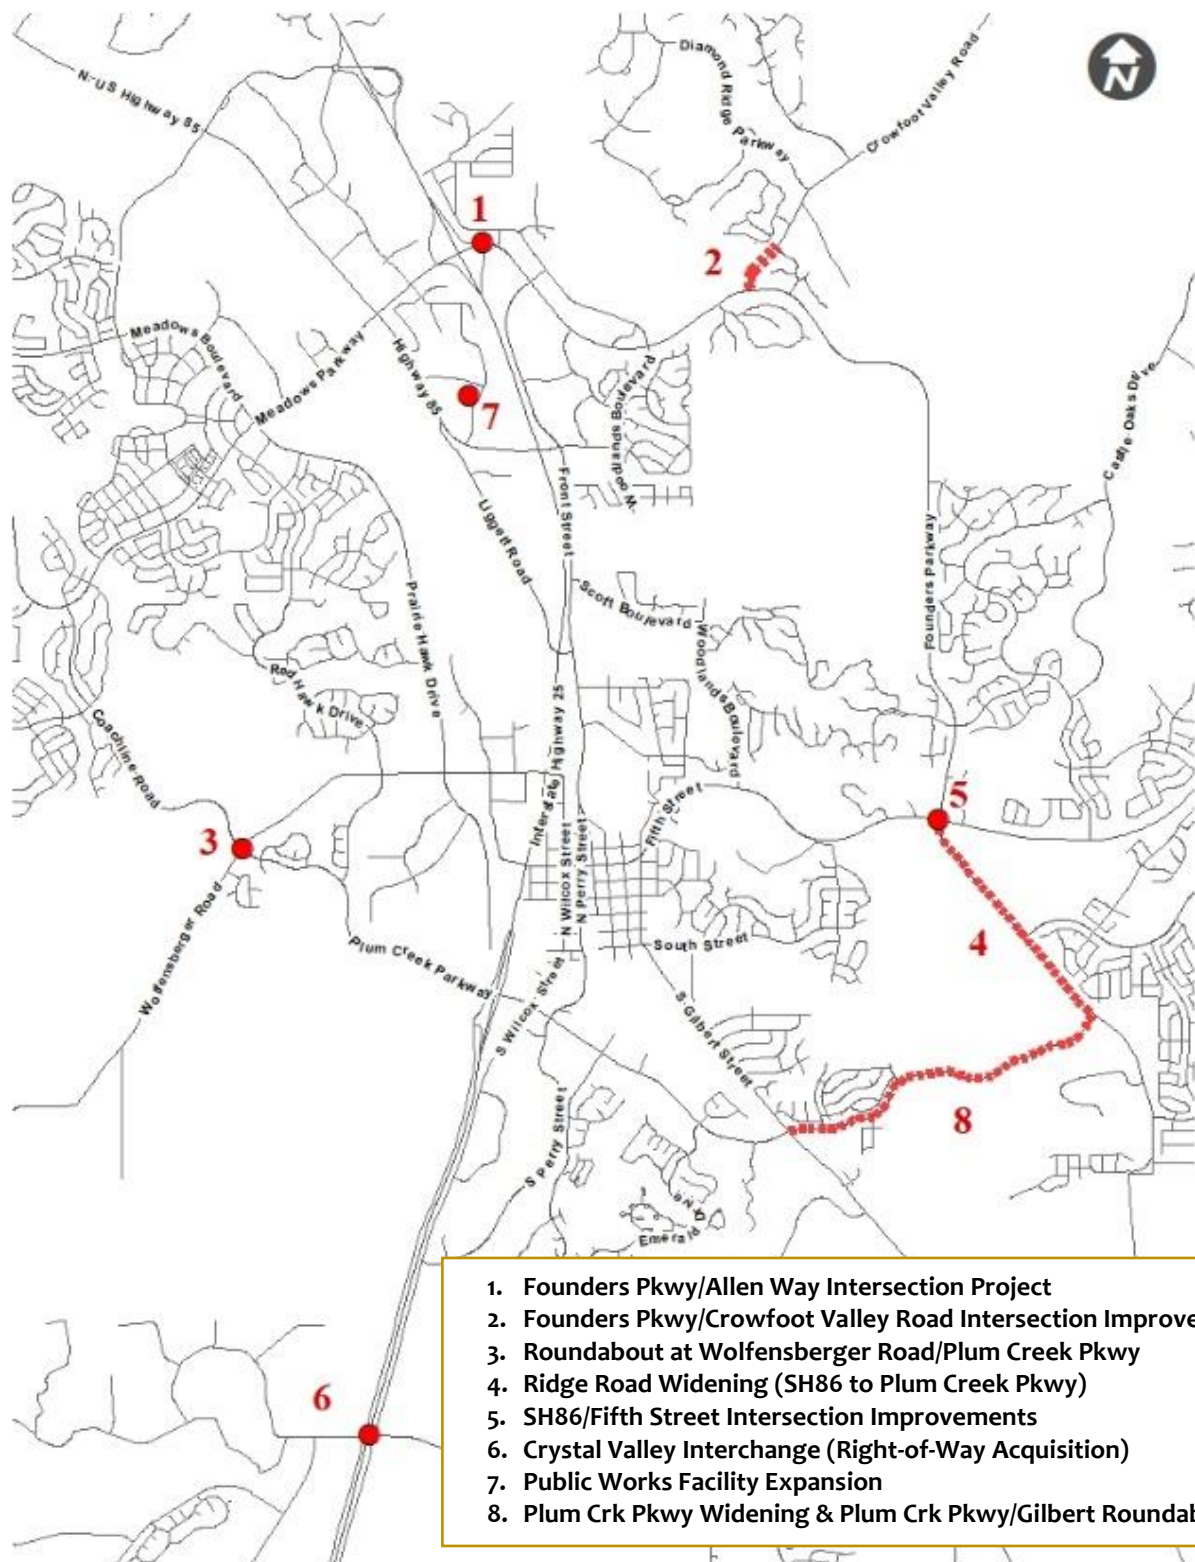 N
Diamond Ridge Parkway
Crowfoot Valley Road
N US Highway 85
1
2
Meadows Boulevard
Meadows Parkway
Highway 85
7
Woodlands Boulevard
Castle Oaks Drive
Front Street
Liggett Road
Founders Parkway
Scott Boulevard
Woodlands Boulevard
Prairie Hawk Drive
Red Hawk Drive
Coachline Road
Interstate Highway 25
5
Fifth Street
3
N Wilcox Street
N Perry Street
Wolfensberger Road
Plum Creek Parkway
South Street
4
S Wilcox Street
S Gilbert Street
S Perry Street
8
Emerald Drive
6
1. Founders Pkwy/Allen Way Intersection Project
2. Founders Pkwy/Crowfoot Valley Road Intersection Improve
3. Roundabout at Wolfensberger Road/Plum Creek Pkwy
4. Ridge Road Widening (SH86 to Plum Creek Pkwy)
5. SH86/Fifth Street Intersection Improvements
6. Crystal Valley Interchange (Right-of-Way Acquisition)
7. Public Works Facility Expansion
8. Plum Crk Pkwy Widening & Plum Crk Pkwy/Gilbert Roundab